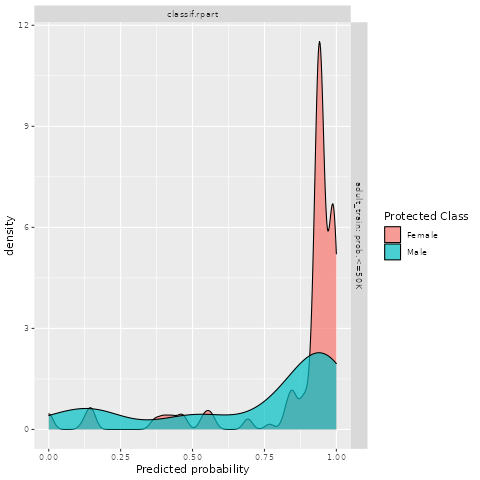 classif.rpart
12
9
6
3
0
density
0.00 0.25 0.50 0.75 1.00
Predicted probability
adult_train: prob.<=50K
Protected Class
Female
Male